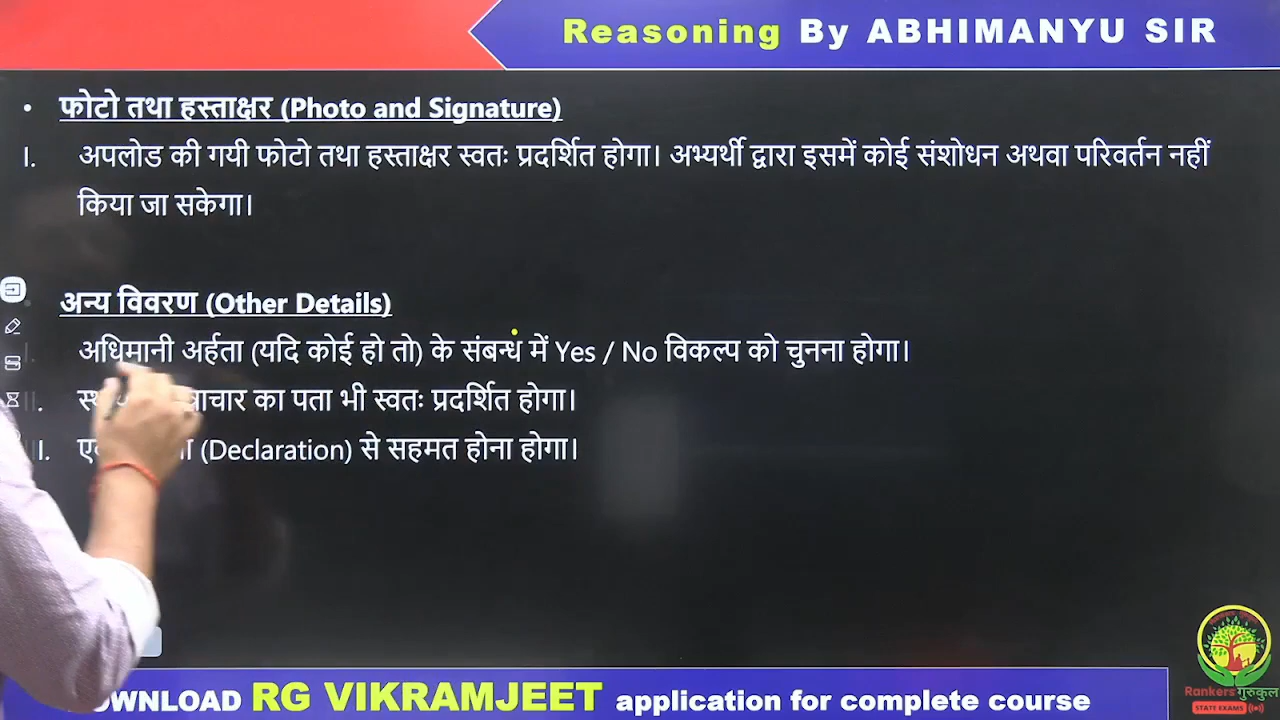 Reasoning By ABHIMANYU SIR
• फोटो तथा हस्ताक्षर (Photo and Signature)
I. अपलोड की गयी फोटो तथा हस्ताक्षर स्वतः प्रदर्शित होगा। अभ्यर्थी द्वारा इसमें कोई संशोधन अथवा परिवर्तन नहीं
किया जा सकेगा।
अन्य विवरण (Other Details)
अधिमानी अर्हता (यदि कोई हो तो) के संबन्ध में Yes / No विकल्प को चुनना होगा।
का पता भी स्वतः प्रदर्शित होगा।
(Declaration) से सहमत होना होगा।
RG VIKRAMJEET application for complete course
Rankers गुरुकुल
STATE EXAMS